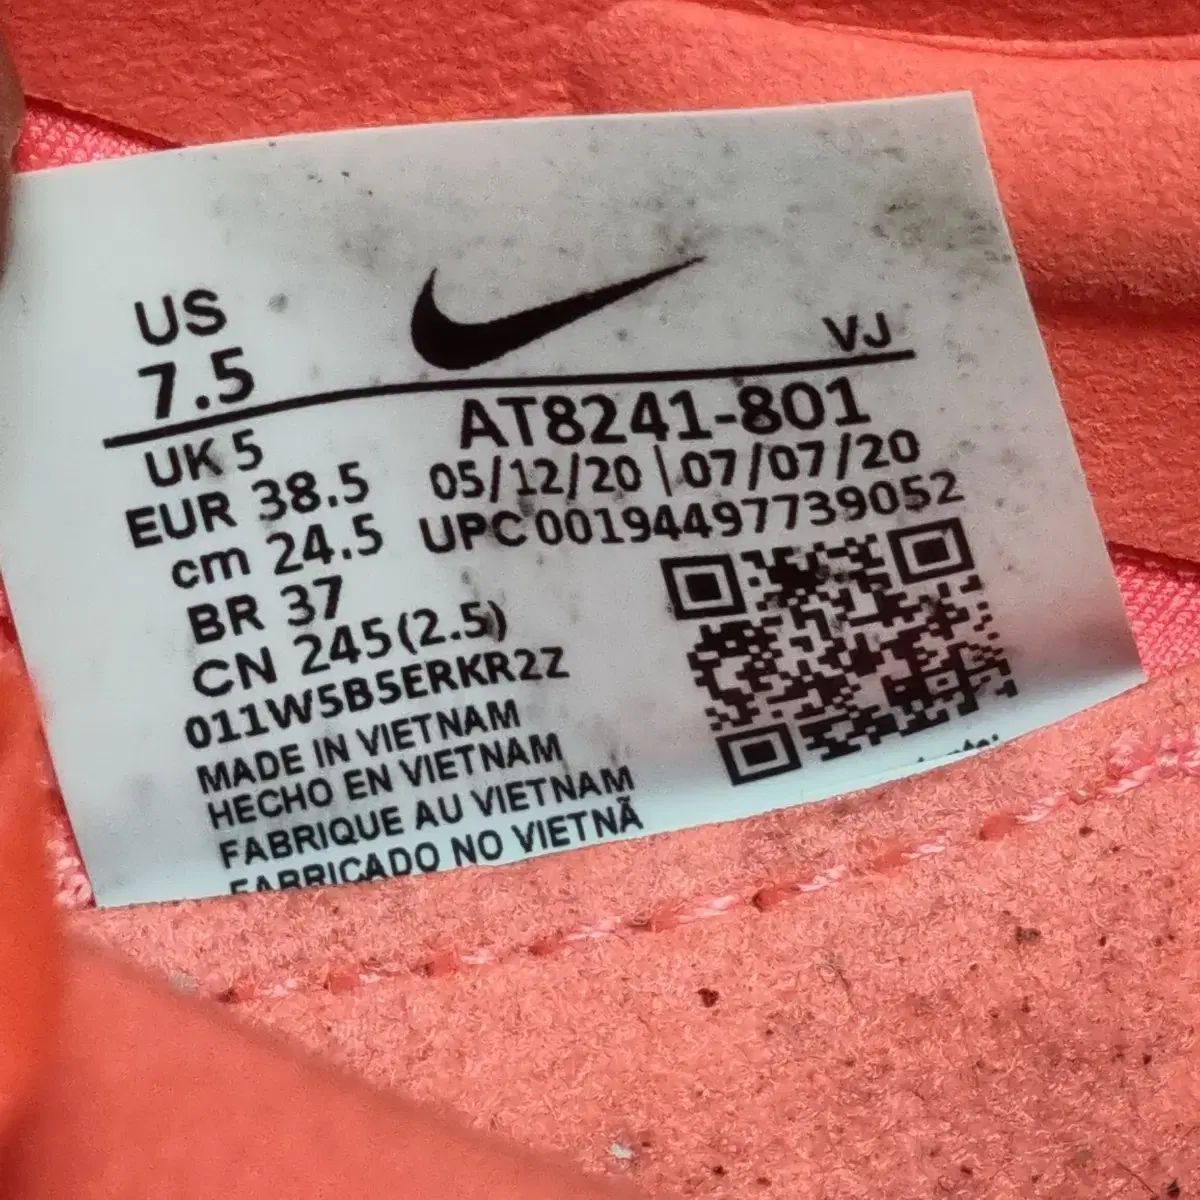 US
7.5
VJ
UK 5
AT8241-801
EUR 38.5
05/12/20 \ 07/07/20
cm 24.5
UPC 00194497739052
BR 37
CN 245(2.5)
011W5B5ERKR2Z
MADE IN VIETNAM
HECHO EN VIETNAM
FABRIQUE AU VIETNAM
FABRICADO NO VIETNÃ